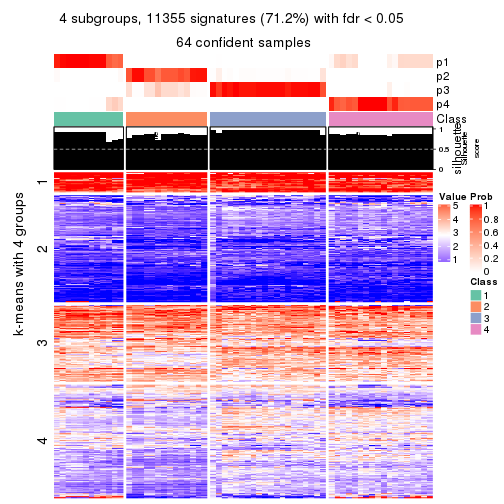 4 subgroups, 11355 signatures (71.2%) with fdr < 0.05
64 confident samples
p1
p2
p3
p4
Class
silhouette
Silhouette
score
1
0.5
0
k-means with 4 groups
1
2
3
4
Value
5
4
3
2
1
Prob
1
0.8
0.6
0.4
0.2
0
Class
1
2
3
4